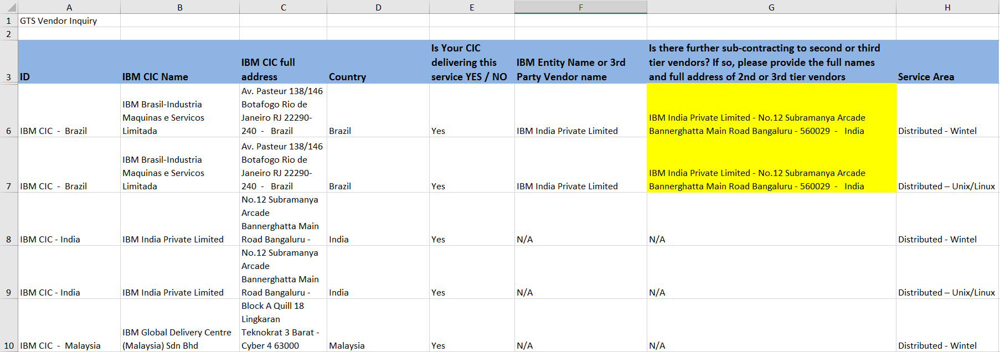 A B C D E F G H
1 GTS Vendor Inquiry
2
Is Your CIC Is there further sub-contracting to second or third
IBM CIC full delivering this IBM Entity Name or 3rd tier vendors? If so, please provide the full names
3 ID IBM CIC Name address Country service YES / NO Party Vendor name and full address of 2nd or 3rd tier vendors Service Area
Av. Pasteur 138/146
IBM Brasil-Industria Botafogo Rio de
Maquinas e Servicos Janeiro RJ 22290- IBM India Private Limited - No.12 Subramanya Arcade
6 IBM CIC - Brazil Limitada 240 - Brazil Brazil Yes IBM India Private Limited Bannerghatta Main Road Bangaluru - 560029 - India Distributed - Wintel
Av. Pasteur 138/146
IBM Brasil-Industria Botafogo Rio de
Maquinas e Servicos Janeiro RJ 22290- IBM India Private Limited - No.12 Subramanya Arcade
7 IBM CIC - Brazil Limitada 240 - Brazil Brazil Yes IBM India Private Limited Bannerghatta Main Road Bangaluru - 560029 - India Distributed – Unix/Linux
No.12 Subramanya
Arcade
Bannerghatta Main
8 IBM CIC - India IBM India Private Limited Road Bangaluru - India Yes N/A N/A Distributed - Wintel
No.12 Subramanya
Arcade
Bannerghatta Main
9 IBM CIC - India IBM India Private Limited Road Bangaluru - India Yes N/A N/A Distributed – Unix/Linux
Block A Quill 18
Lingkaran
IBM Global Delivery Centre Teknokrat 3 Barat -
10 IBM CIC - Malaysia (Malaysia) Sdn Bhd Cyber 4 63000 Malaysia Yes N/A N/A Distributed - Wintel